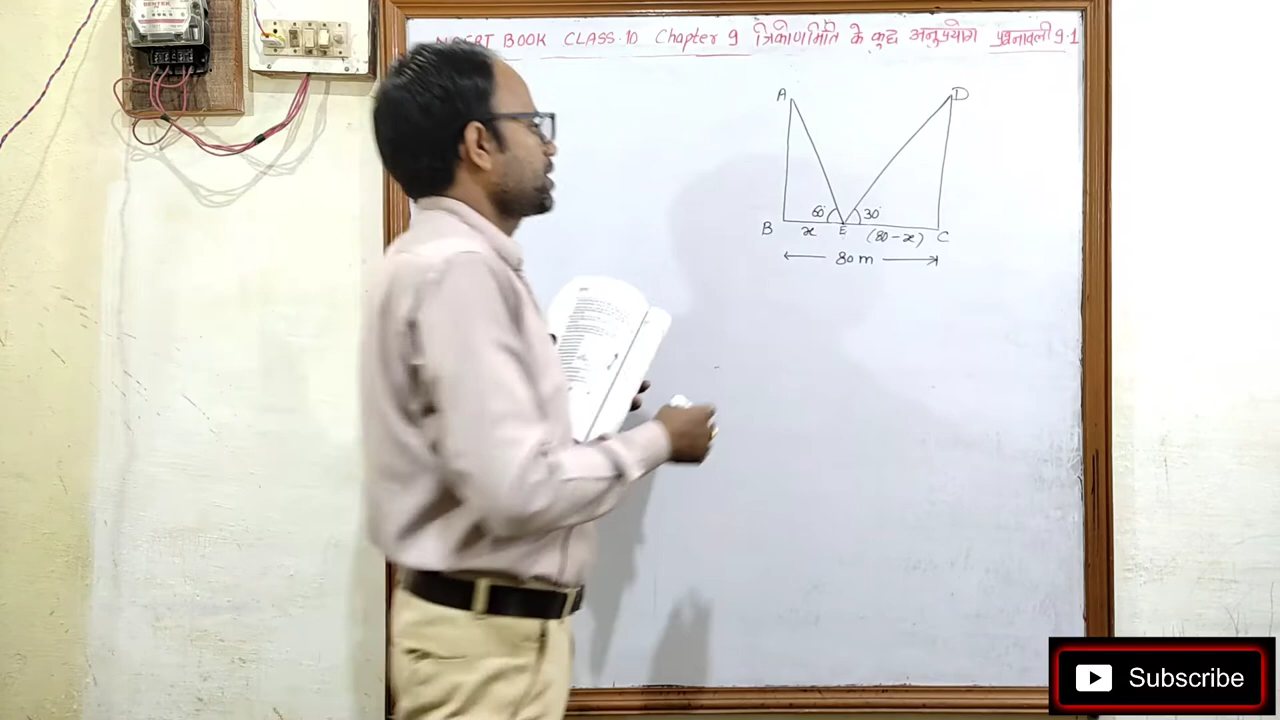 BOOK CLASS:10 Chapter 9 त्रिकोणमिति के कुछ अनुप्रयोग प्रश्नावली 9.1
A D
60° 30°
B x E (80-x) C
80 m
Subscribe